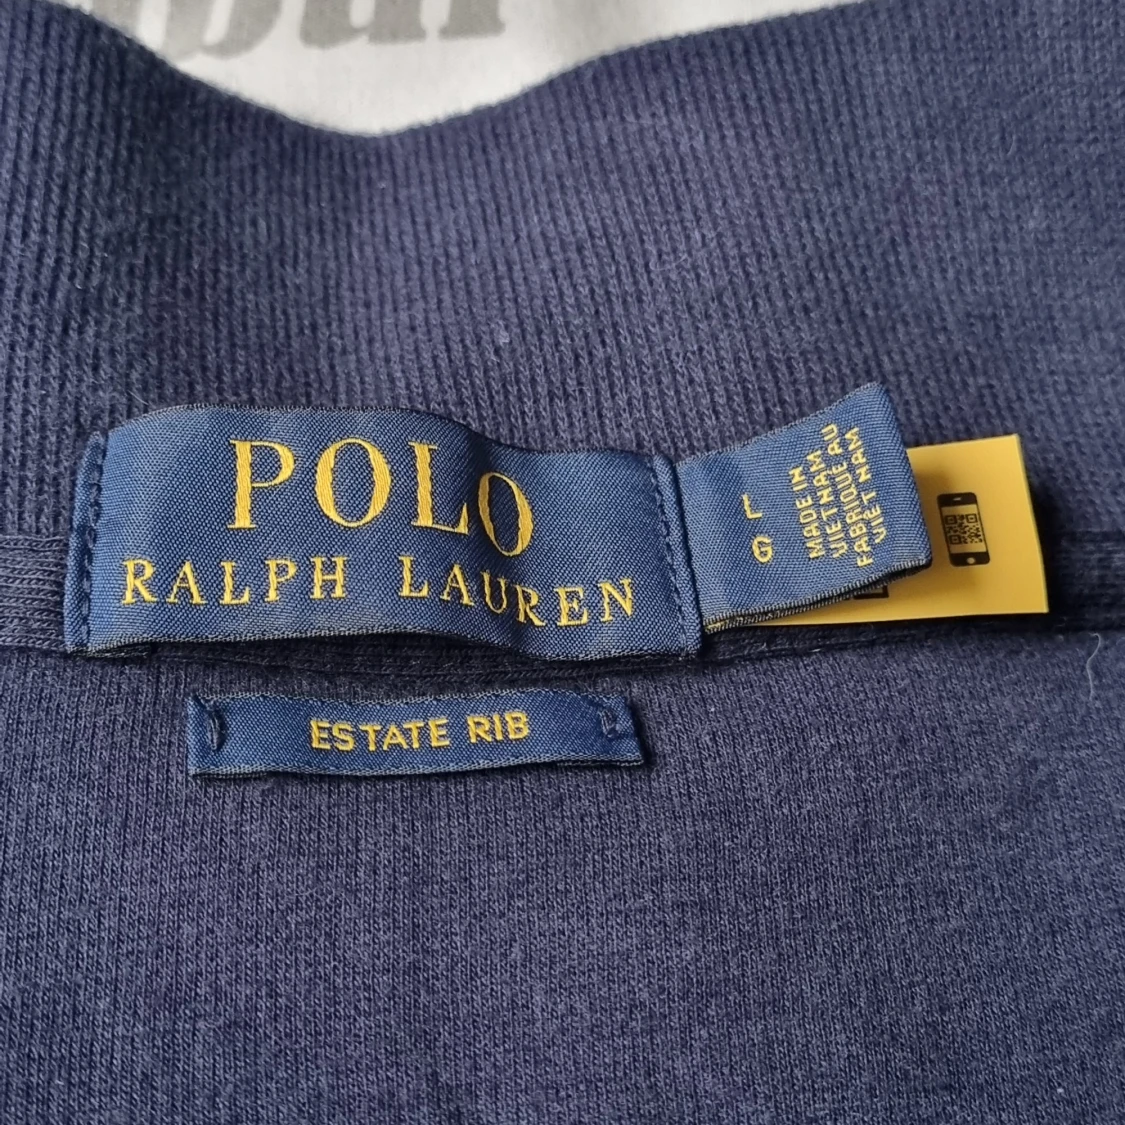 POLO
RALPH LAUREN
L
G
MADE IN
VIETNAM
FABRIQUE AU
VIET NAM
ESTATE RIB